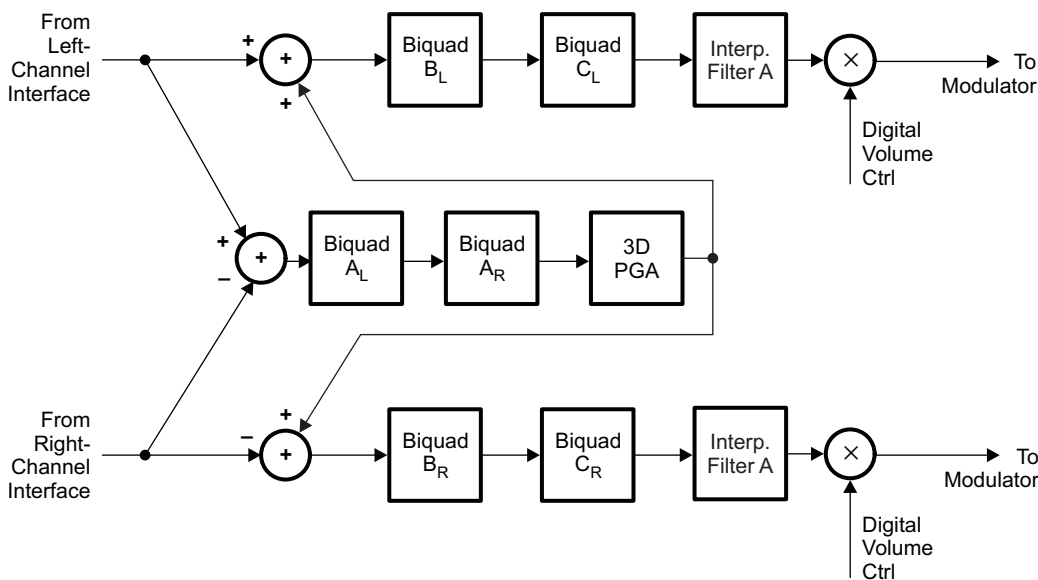 From
Left-
Channel
Interface
+
+
+
Biquad
B_L
Biquad
C_L
Interp.
Filter A
×
To
Modulator
Digital
Volume
Ctrl
+
−
+
Biquad
A_L
Biquad
A_R
3D
PGA
From
Right-
Channel
Interface
+
−
+
Biquad
B_R
Biquad
C_R
Interp.
Filter A
×
To
Modulator
Digital
Volume
Ctrl